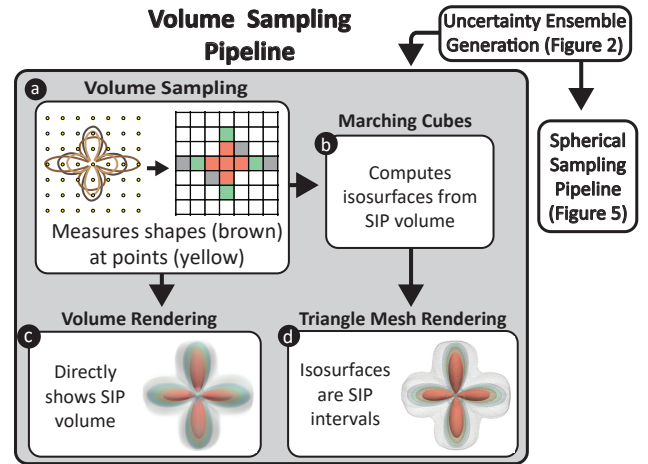 Volume Sampling
Pipeline
Uncertainty Ensemble
Generation (Figure 2)
a
Volume Sampling
Measures shapes (brown)
at points (yellow)
Marching Cubes
b
Computes
isosurfaces from
SIP volume
Spherical
Sampling
Pipeline
(Figure 5)
Volume Rendering
c
Directly
shows SIP
volume
Triangle Mesh Rendering
d
Isosurfaces
are SIP
intervals